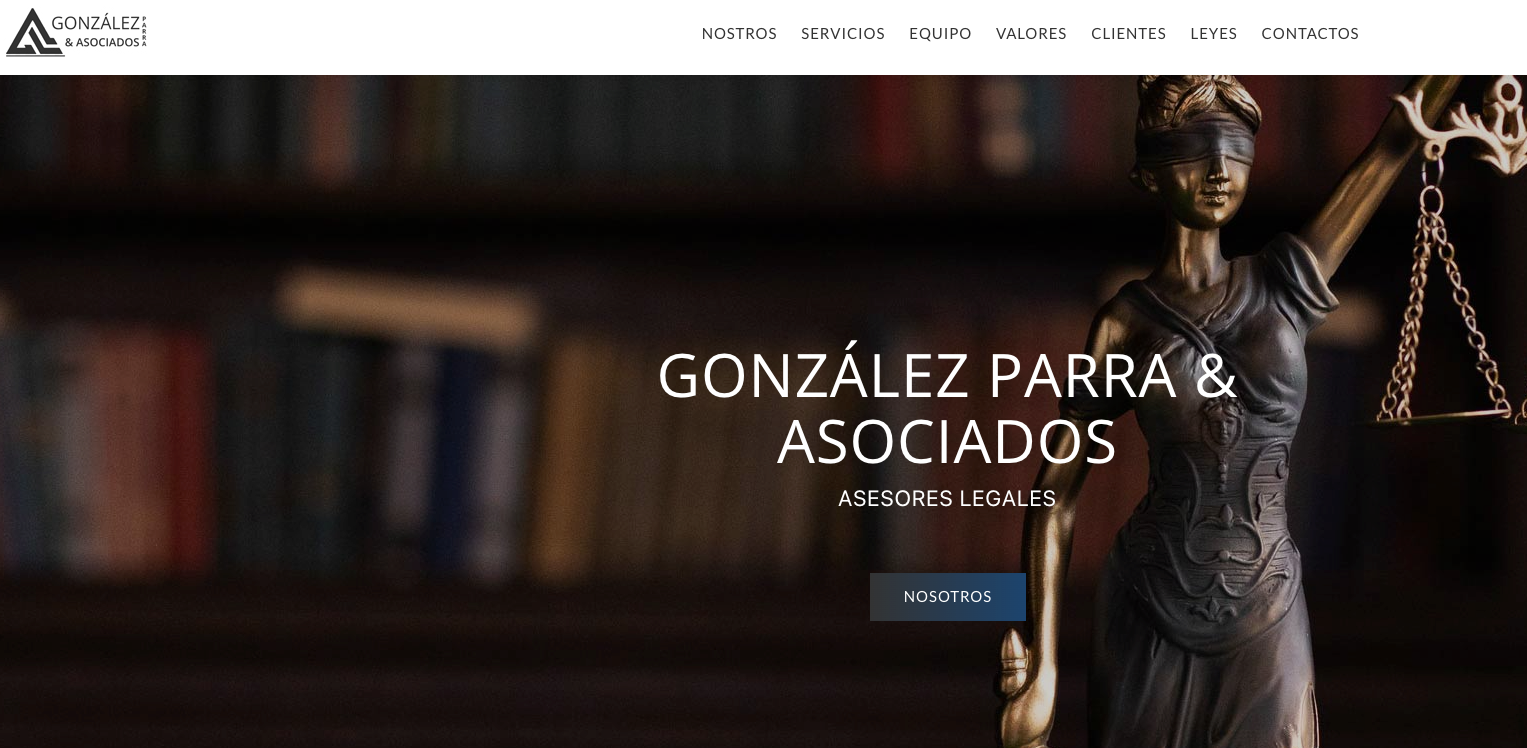 GONZÁLEZ
PARRA
& ASOCIADOS
NOSTROS SERVICIOS EQUIPO VALORES CLIENTES LEYES CONTACTOS
GONZÁLEZ PARRA &
ASOCIADOS
ASESORES LEGALES
NOSOTROS